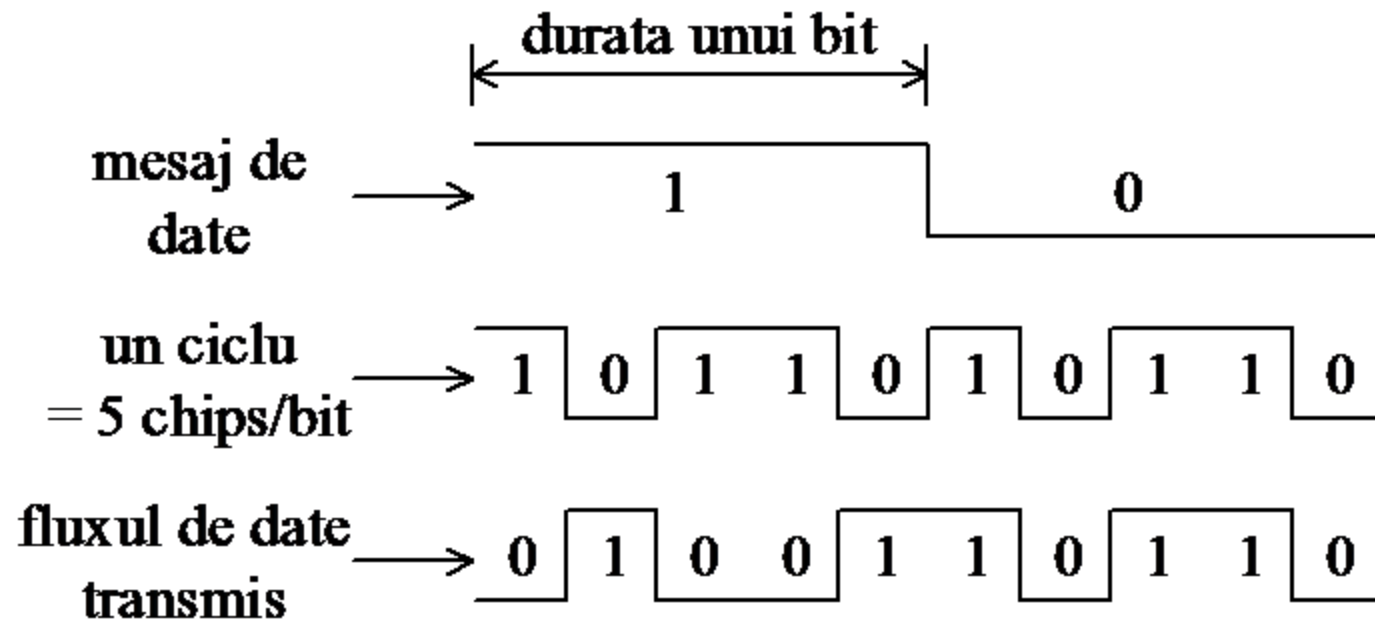 durata unui bit
mesaj de
date
1 0
un ciclu
= 5 chips/bit
1 0 1 1 0 1 0 1 1 0
fluxul de date
transmis
0 1 0 0 1 1 0 1 1 0